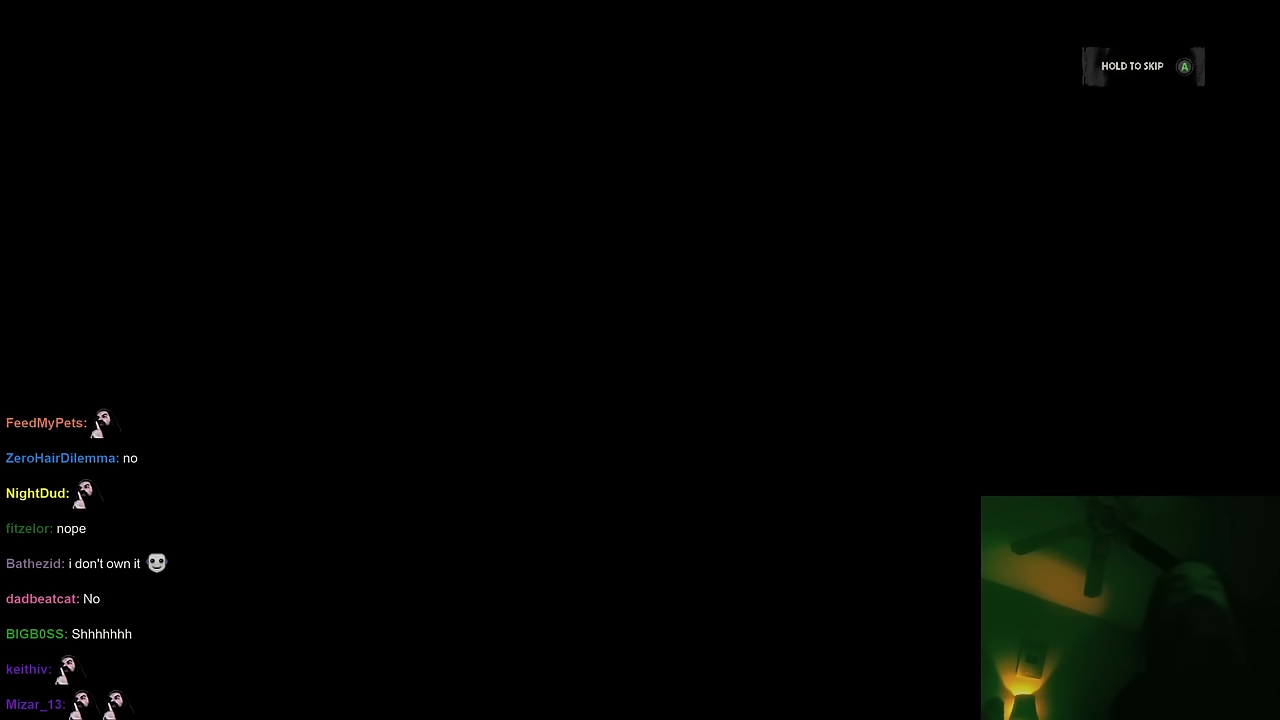 HOLD TO SKIP A
FeedMyPets:
ZeroHairDilemma: no
NightDud:
fitzelor: nope
Bathezid: i don't own it
dadbeatcat: No
BIGB0SS: Shhhhhhh
keithiv:
Mizar_13: